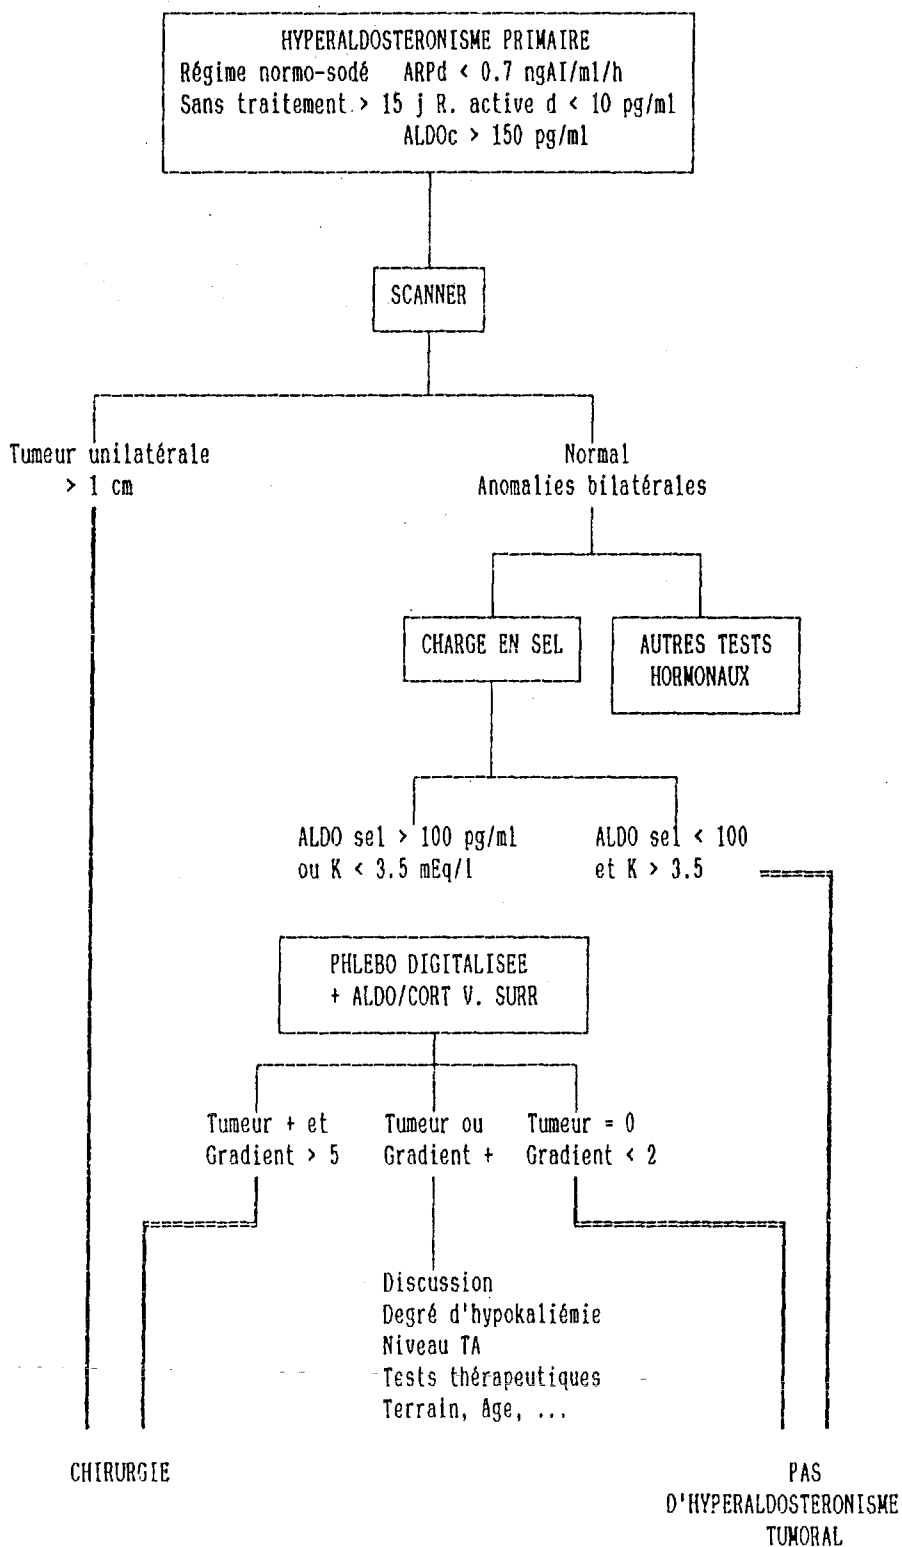 HYPERALDOSTERONISME PRIMAIRE
Régime normo-sodé ARPd < 0.7 ngAI/ml/h
Sans traitement > 15 j R. active d < 10 pg/ml
ALDOc > 150 pg/ml
SCANNER
Tumeur unilatérale
> 1 cm
Normal
Anomalies bilatérales
CHARGE EN SEL
AUTRES TESTS
HORMONAUX
ALDO sel > 100 pg/ml
ou K < 3.5 mEq/l
ALDO sel < 100
et K > 3.5
PHLEBO DIGITALISEE
+ ALDO/CORT V. SURR
Tumeur + et
Gradient > 5
Tumeur ou
Gradient +
Tumeur = 0
Gradient < 2
Discussion
Degré d'hypokaliémie
Niveau TA
Tests thérapeutiques
Terrain, âge, ...
CHIRURGIE
PAS
D'HYPERALDOSTERONISME
TUMORAL